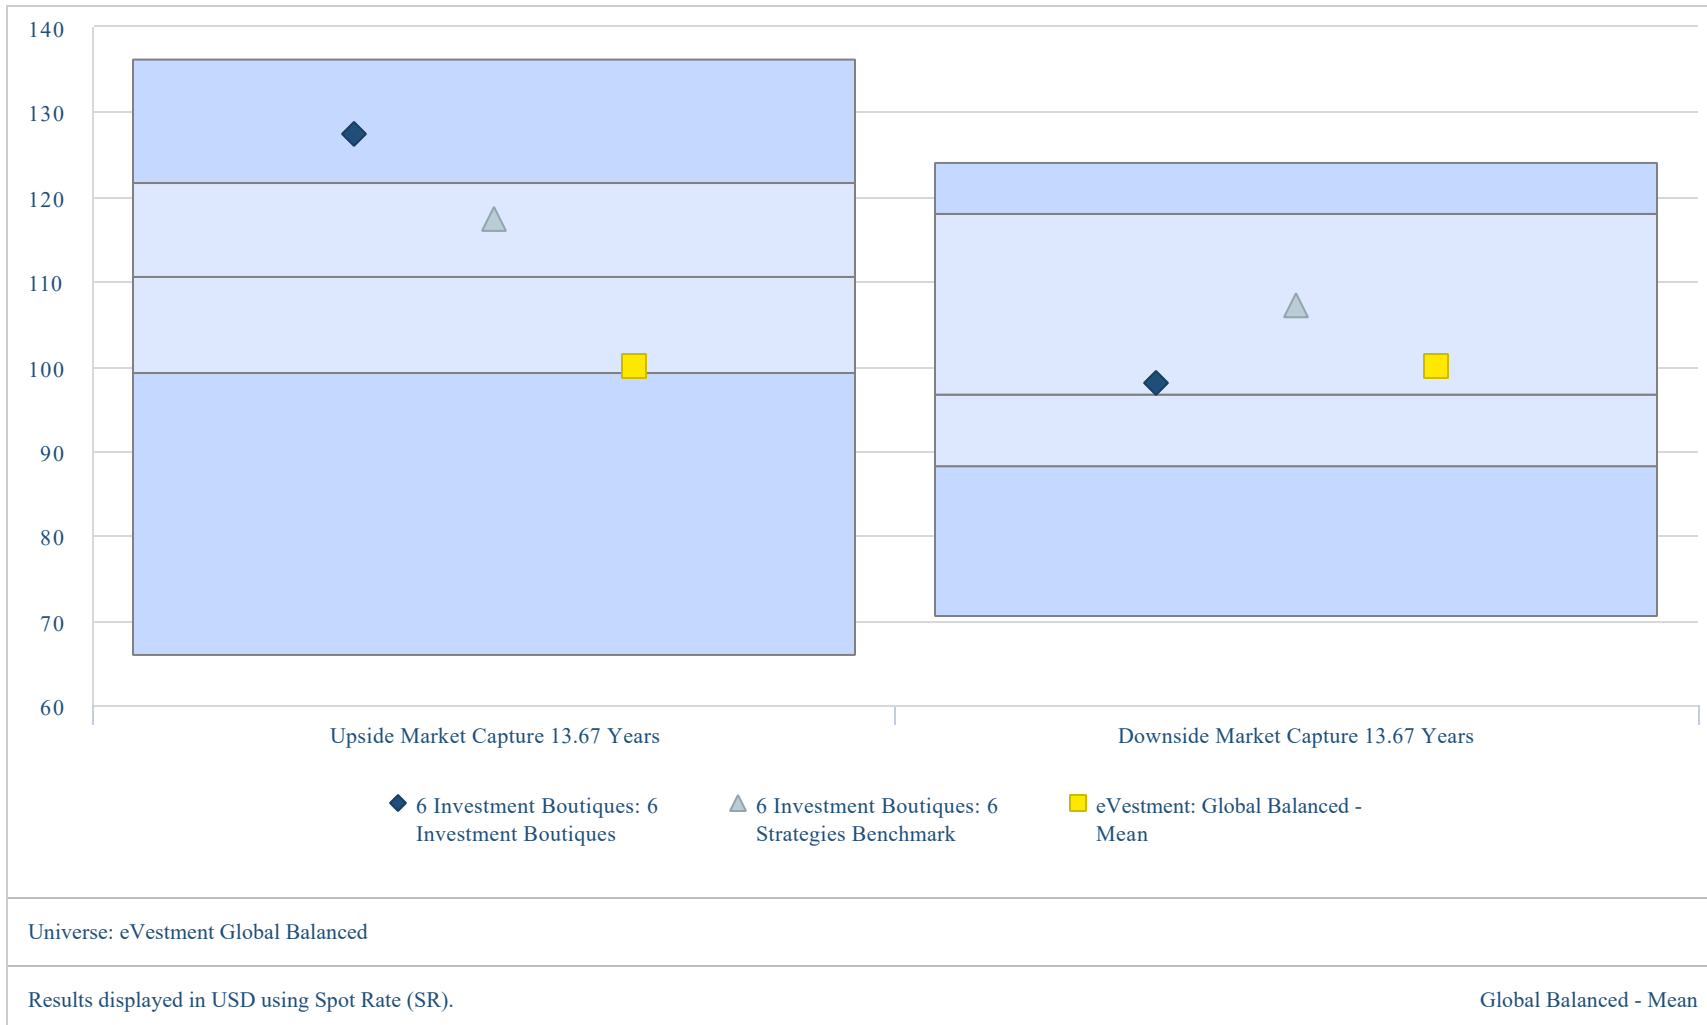 140
130
120
110
100
90
80
70
60
Upside Market Capture 13.67 Years
Downside Market Capture 13.67 Years
6 Investment Boutiques: 6
Investment Boutiques
6 Investment Boutiques: 6
Strategies Benchmark
eVestment: Global Balanced -
Mean
Universe: eVestment Global Balanced
Results displayed in USD using Spot Rate (SR).
Global Balanced - Mean